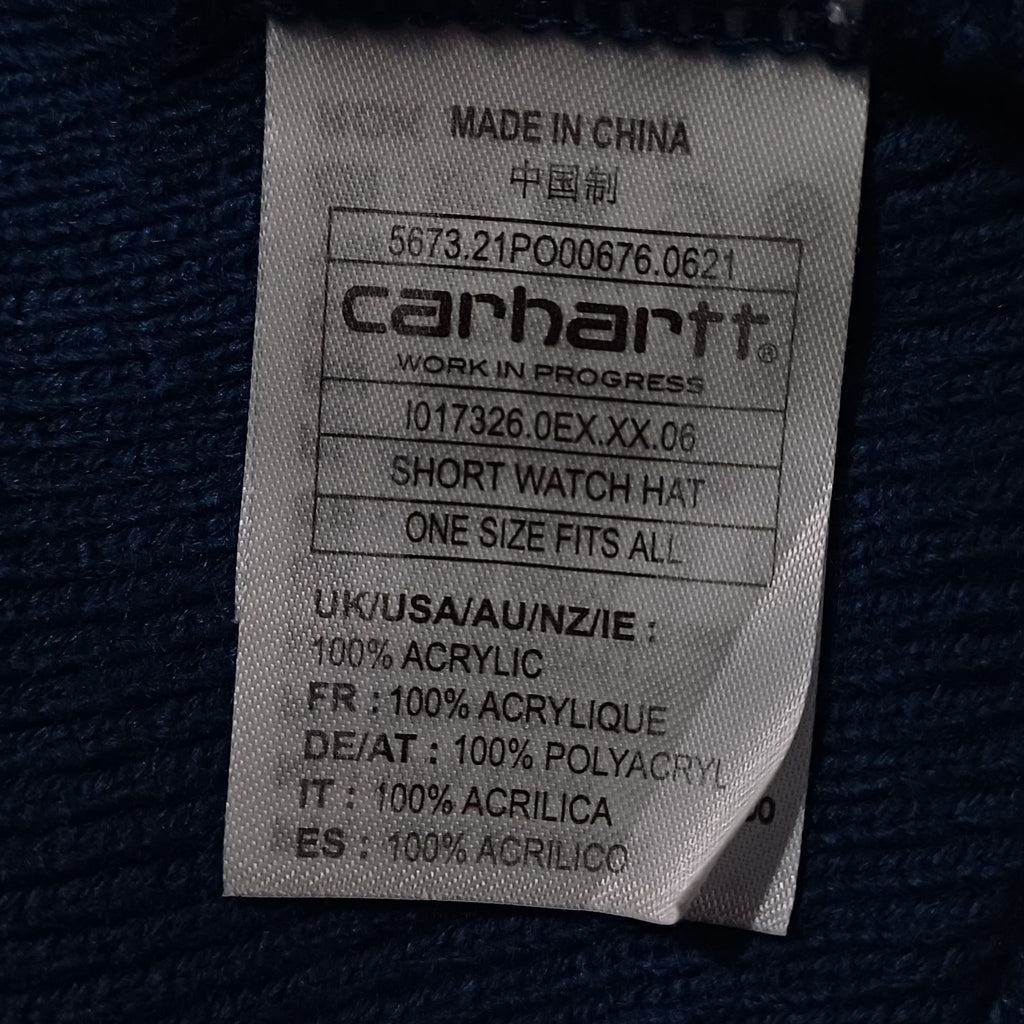 MADE IN CHINA
中国制
5673.21PO00676.0621
carhartt®
WORK IN PROGRESS
I017326.0EX.XX.06
SHORT WATCH HAT
ONE SIZE FITS ALL
UK/USA/AU/NZ/IE :
100% ACRYLIC
FR : 100% ACRYLIQUE
DE/AT : 100% POLYACRYL
IT : 100% ACRILICA
ES : 100% ACRILICO